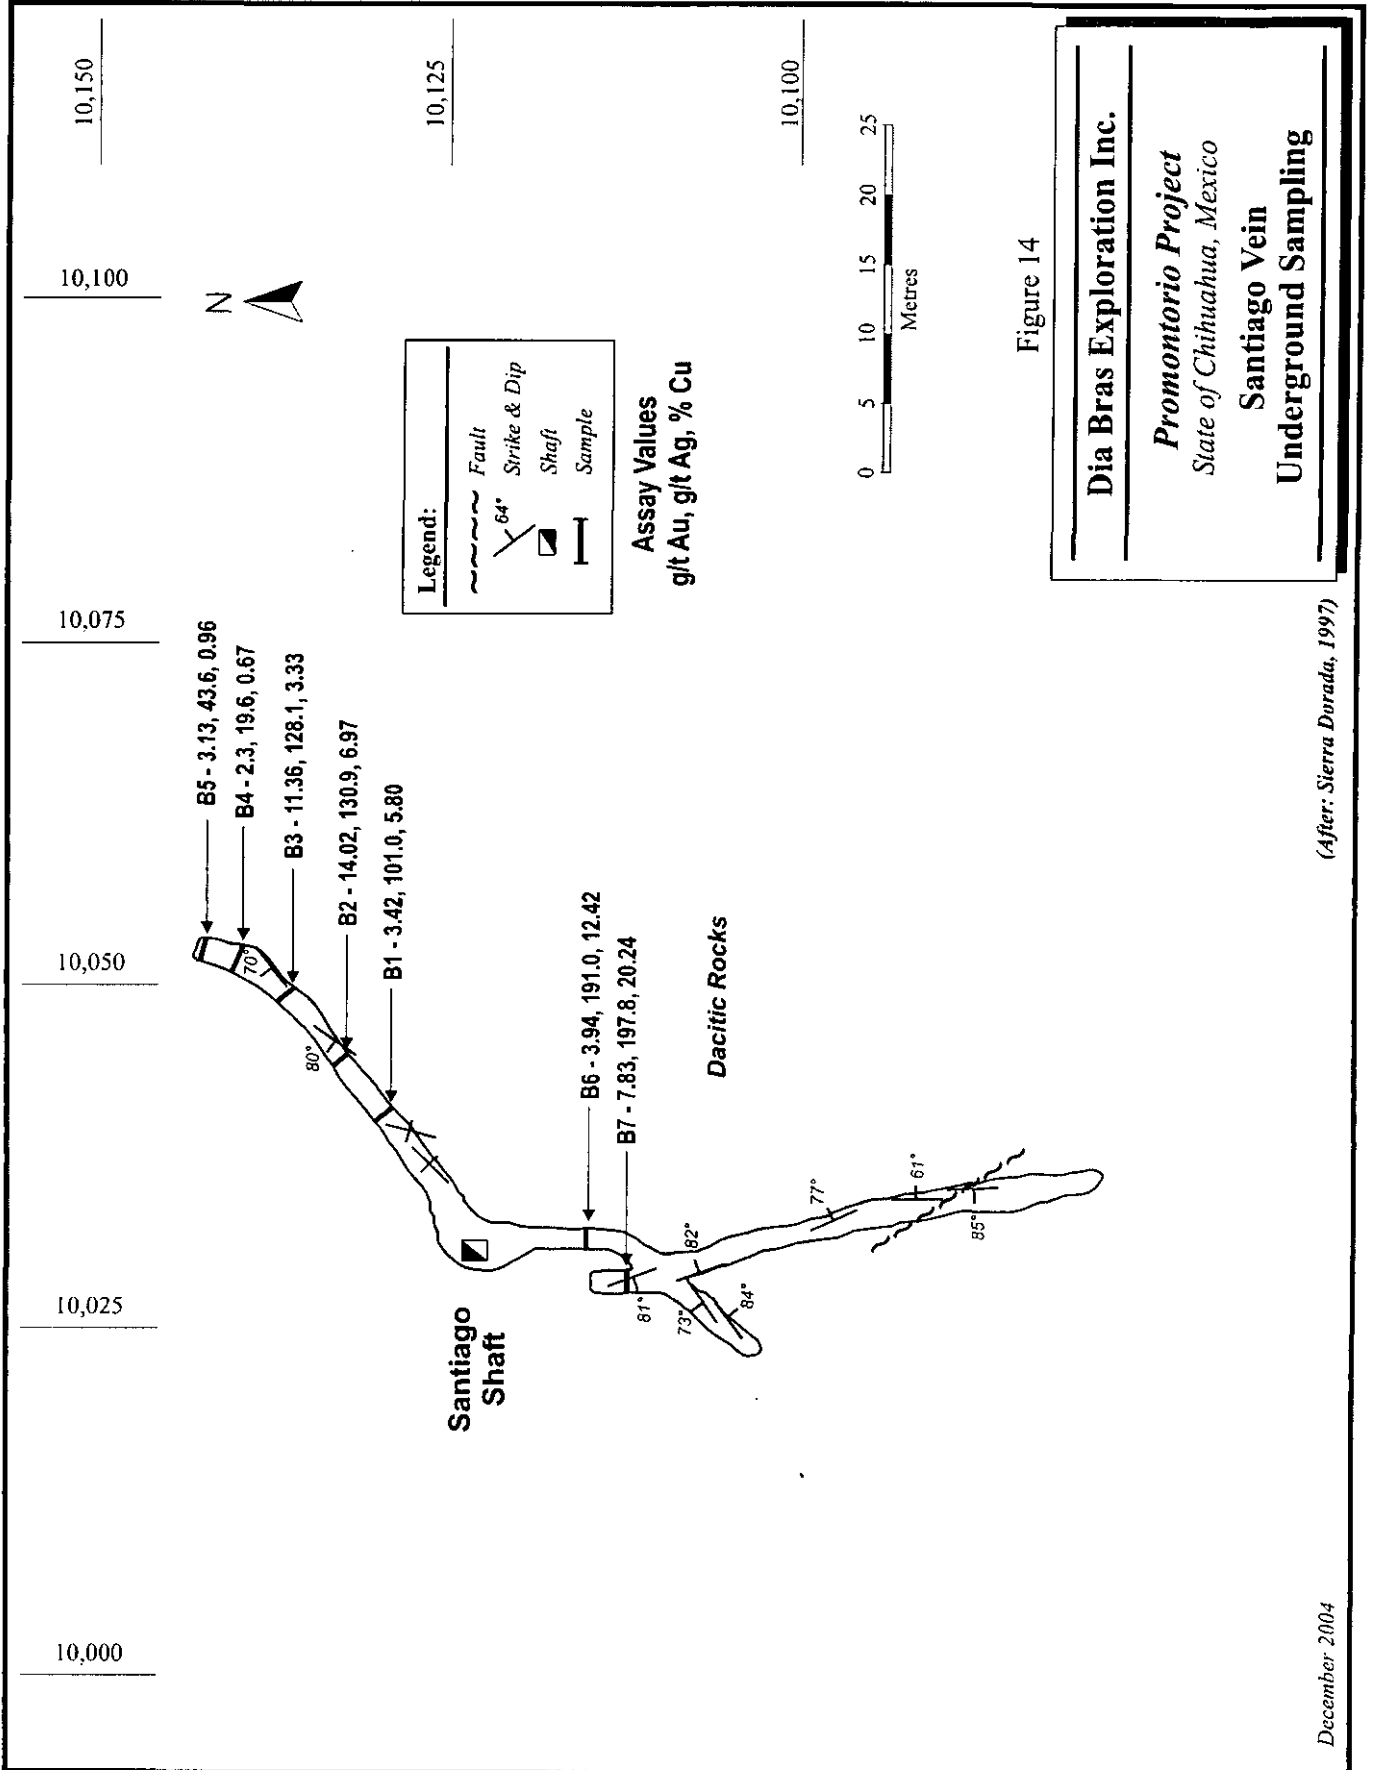 10,000
10,025
10,050
10,075
10,100
10,150
10,125
10,100
N
B5 - 3.13, 43.6, 0.96
B4 - 2.3, 19.6, 0.67
B3 - 11.36, 128.1, 3.33
B2 - 14.02, 130.9, 6.97
B1 - 3.42, 101.0, 5.80
B6 - 3.94, 191.0, 12.42
B7 - 7.83, 197.8, 20.24
70°
80°
81°
82°
73°
84°
77°
61°
85°
Santiago
Shaft
Dacitic Rocks
Legend:
Fault
64°
Strike & Dip
Shaft
Sample
Assay Values
g/t Au, g/t Ag, % Cu
0 5 10 15 20 25
Metres
Figure 14
Dia Bras Exploration Inc.
Promontorio Project
State of Chihuahua, Mexico
Santiago Vein
Underground Sampling
December 2004
(After: Sierra Dorada, 1997)